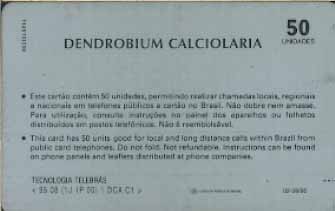 50
UNIDADES
DENDROBIUM CALCIOLARIA
• Este cartão contém 50 unidades, permitindo realizar chamadas locais, regionais
e nacionais em telefones públicos a cartão no Brasil. Não dobre nem amasse.
Para utilização, consulte instruções no painel dos aparelhos ou folhetos
distribuídos em postos telefônicos. Não é reembolsável.
• This card has 50 units good for local and long distance calls within Brazil from
public card telephones. Do not fold. Not refundable. Instructions can be found
on phone panels and leaflets distributed at phone companies.
TECNOLOGIA TELEBRÁS